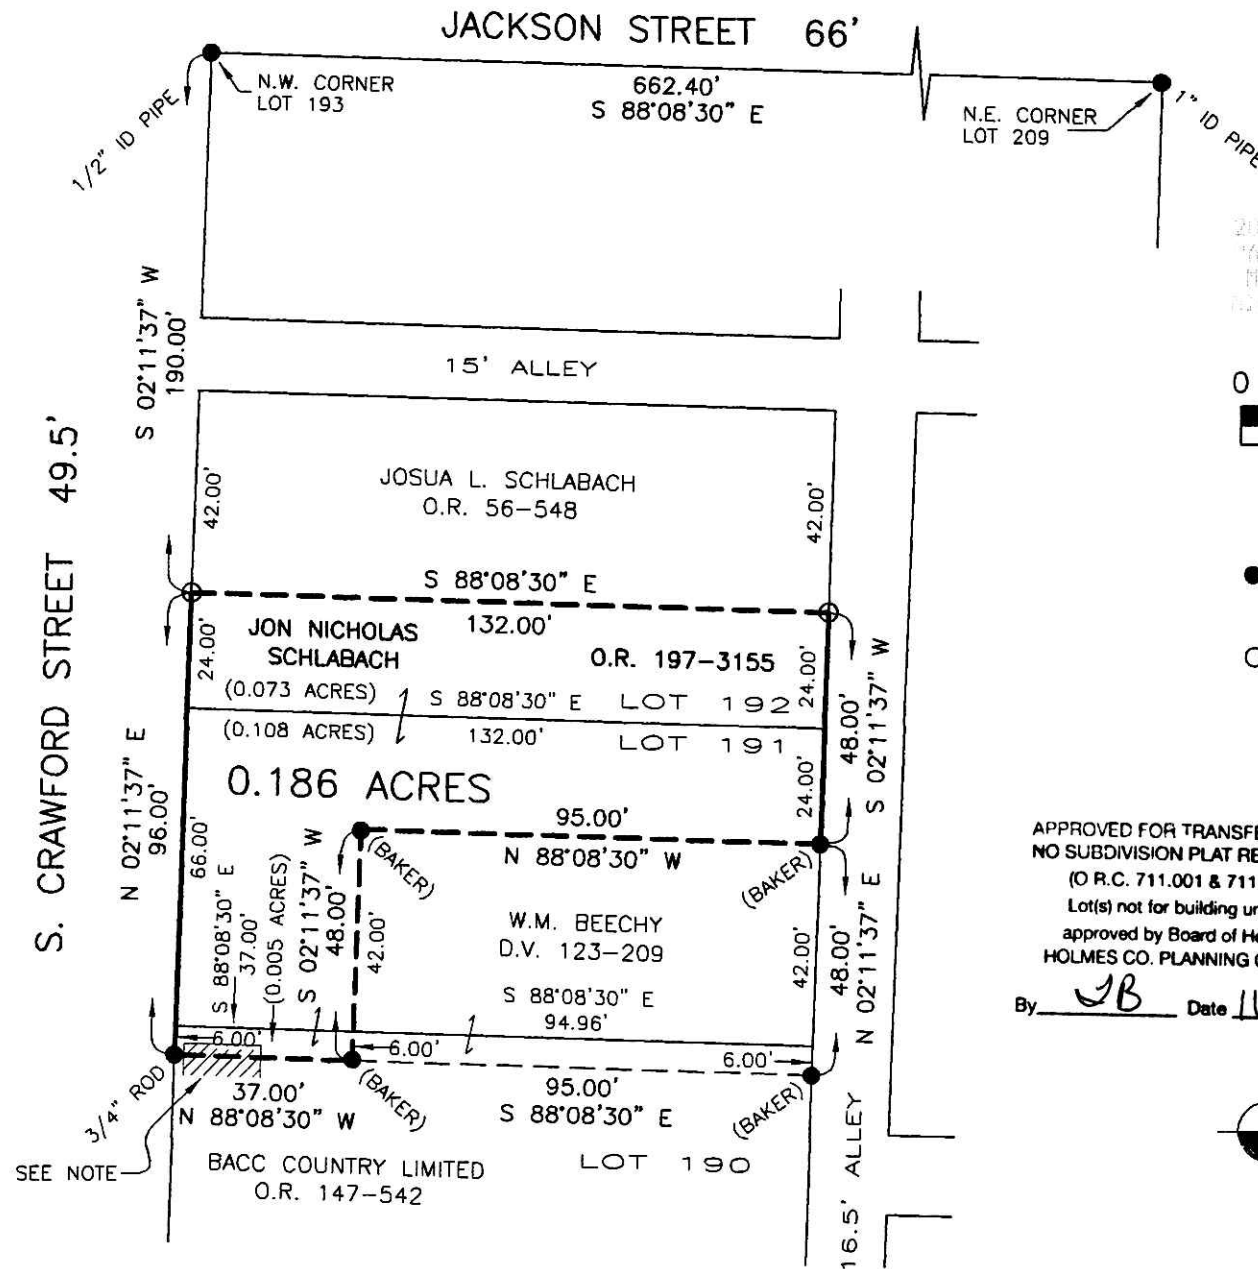 JACKSON STREET 66'
N.W. CORNER
LOT 193
1/2" ID PIPE
662.40'
S 88°08'30" E
N.E. CORNER
LOT 209
1" ID PIPE
S 02°11'37" W
190.00'
15' ALLEY
0
S. CRAWFORD STREET 49.5'
42.00'
JOSUA L. SCHLABACH
O.R. 56-548
42.00'
S 88°08'30" E
132.00'
24.00'
JON NICHOLAS
SCHLABACH
O.R. 197-3155
24.00'
(0.073 ACRES)
S 88°08'30" E
LOT 192
(0.108 ACRES)
132.00'
LOT 191
48.00'
S 02°11'37" W
N 02°11'37" E
96.00'
0.186 ACRES
24.00'
66.00'
95.00'
N 88°08'30" W
(BAKER)
(BAKER)
S 88°08'30" E
37.00'
(0.005 ACRES)
S 02°11'37" W
48.00'
42.00'
W.M. BEECHY
D.V. 123-209
42.00'
48.00'
N 02°11'37" E
S 88°08'30" E
94.96'
6.00'
6.00'
6.00'
3/4" ROD
37.00'
N 88°08'30" W
(BAKER)
95.00'
S 88°08'30" E
(BAKER)
SEE NOTE
BACC COUNTRY LIMITED
O.R. 147-542
LOT 190
16.5' ALLEY
APPROVED FOR TRANSFE
NO SUBDIVISION PLAT RE
(O R.C. 711.001 & 711
Lot(s) not for building un
approved by Board of He
HOLMES CO. PLANNING
By JB Date 11